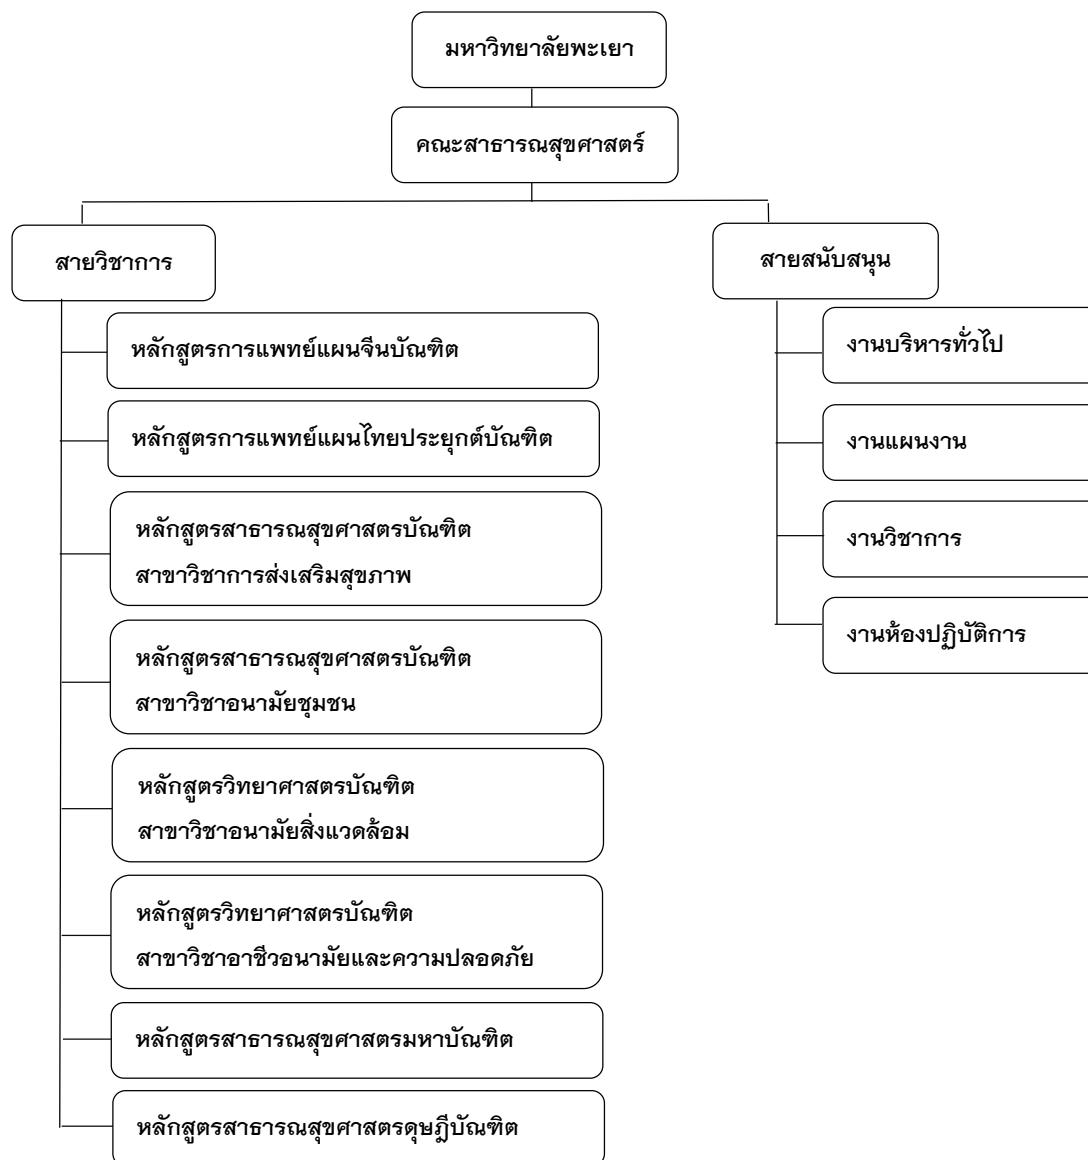 มหาวิทยาลัยพะเยา
คณะสาธารณสุขศาสตร์
สายวิชาการ
หลักสูตรการแพทย์แผนจีนบัณฑิต
หลักสูตรการแพทย์แผนไทยประยุกต์บัณฑิต
หลักสูตรสาธารณสุขศาสตรบัณฑิต
สาขาวิชาการส่งเสริมสุขภาพ
หลักสูตรสาธารณสุขศาสตรบัณฑิต
สาขาวิชาอนามัยชุมชน
หลักสูตรวิทยาศาสตรบัณฑิต
สาขาวิชาอนามัยสิ่งแวดล้อม
หลักสูตรวิทยาศาสตรบัณฑิต
สาขาวิชาอาชีวอนามัยและความปลอดภัย
หลักสูตรสาธารณสุขศาสตรมหาบัณฑิต
หลักสูตรสาธารณสุขศาสตรดุษฎีบัณฑิต
สายสนับสนุน
งานบริหารทั่วไป
งานแผนงาน
งานวิชาการ
งานห้องปฏิบัติการ